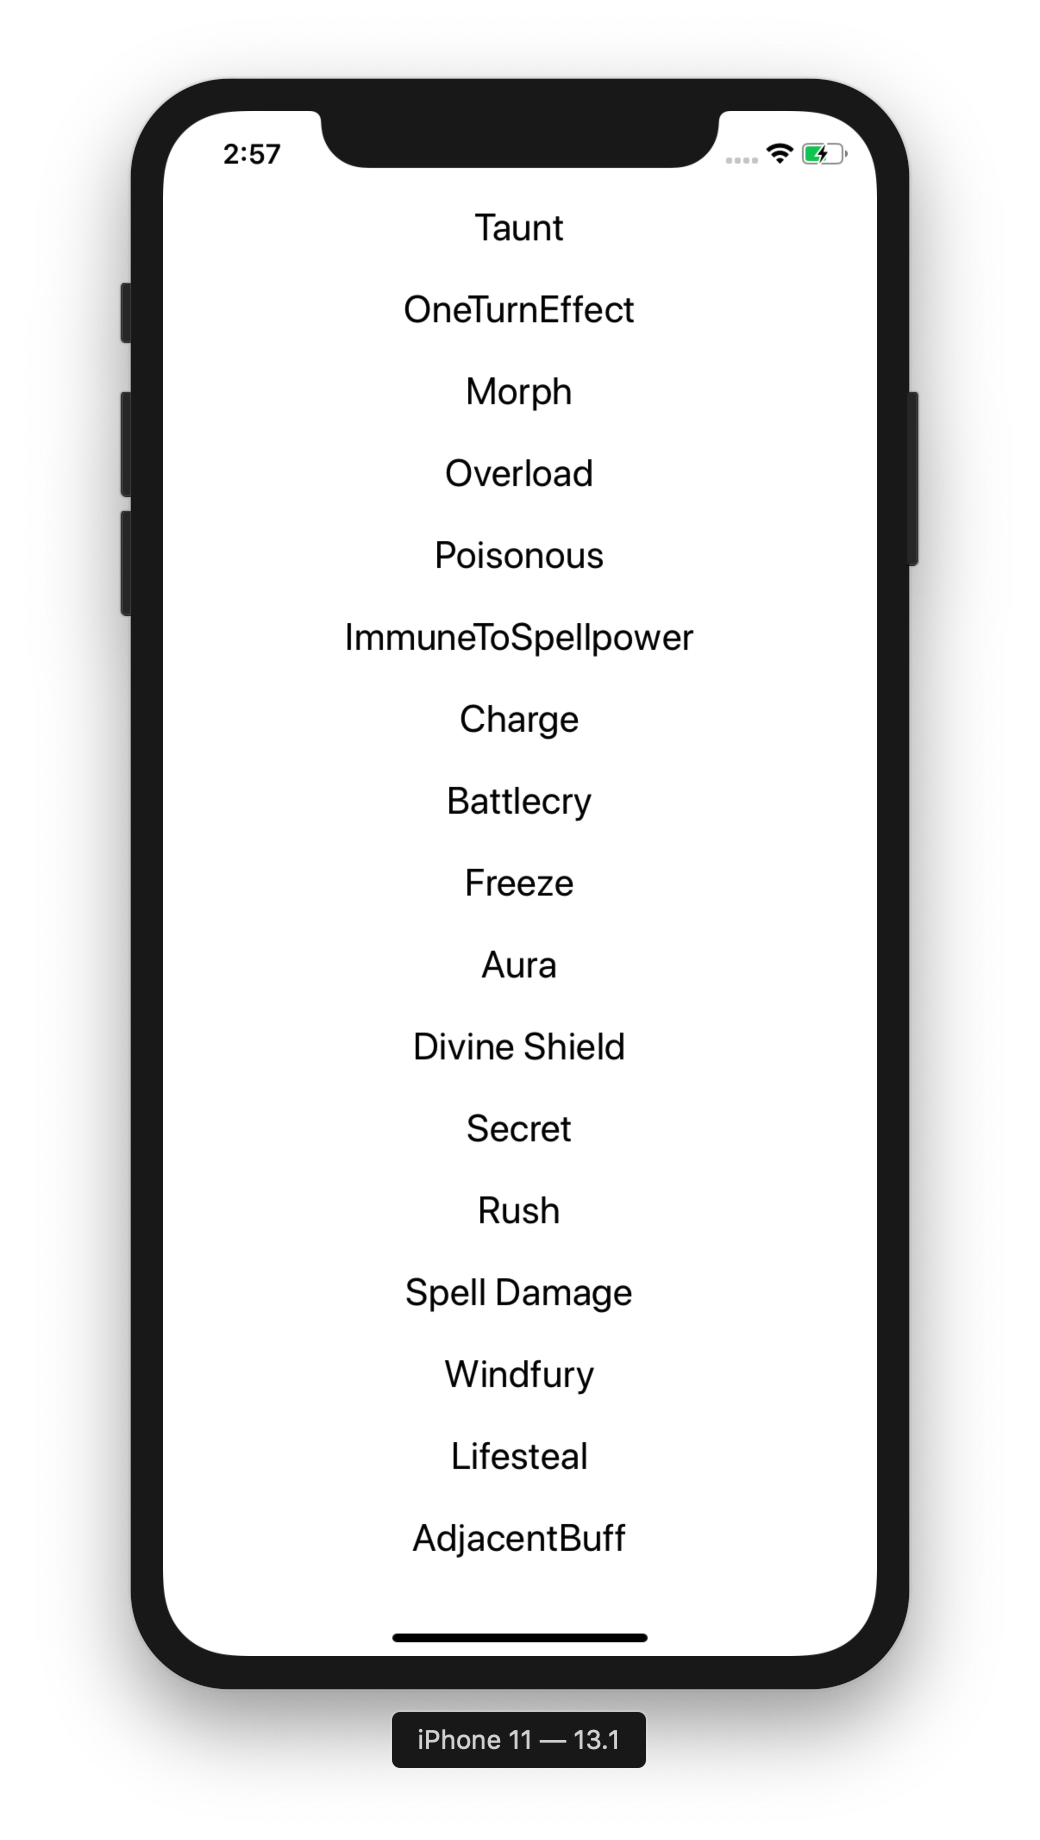 2:57
Taunt
OneTurnEffect
Morph
Overload
Poisonous
ImmuneToSpellpower
Charge
Battlecry
Freeze
Aura
Divine Shield
Secret
Rush
Spell Damage
Windfury
Lifesteal
AdjacentBuff
iPhone 11 — 13.1